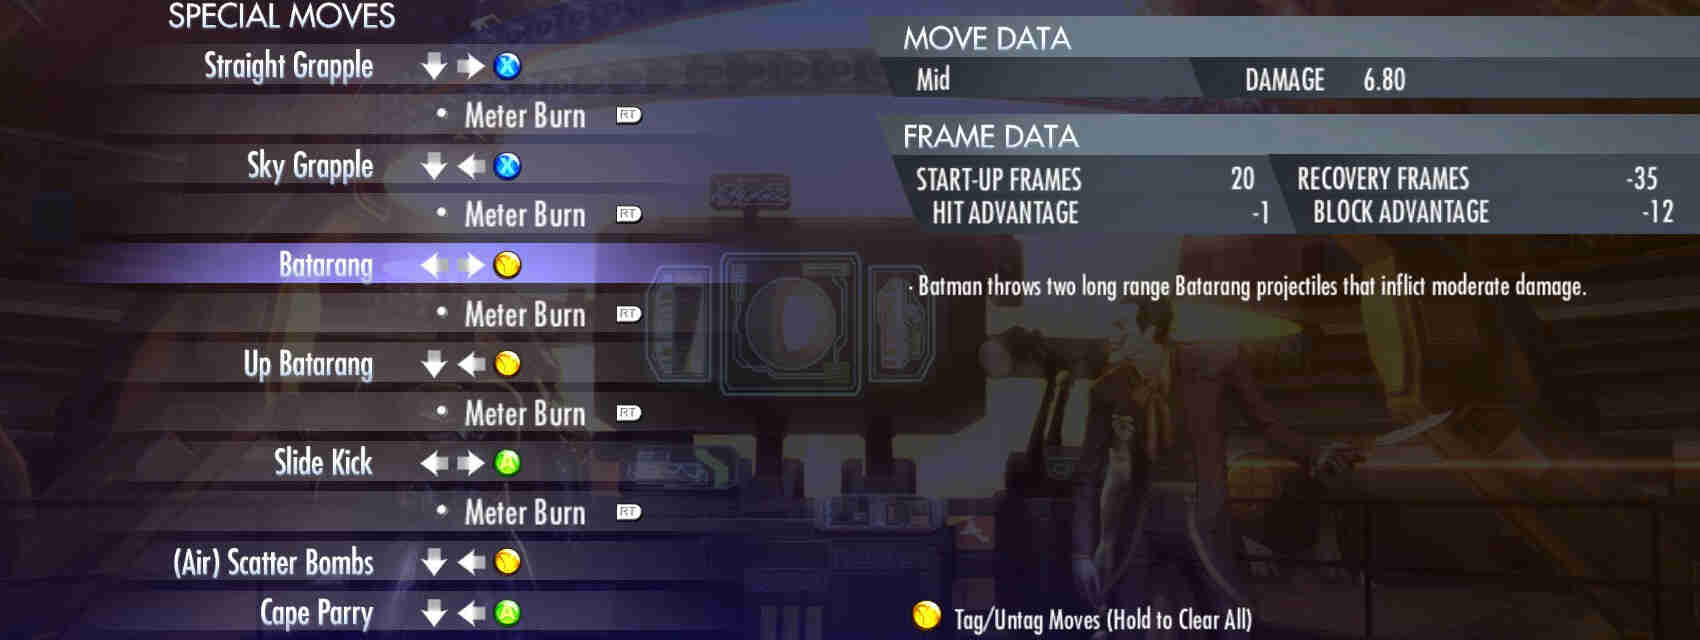 SPECIAL MOVES
Straight Grapple X
• Meter Burn RT
Sky Grapple X
• Meter Burn RT
Batarang Y
• Meter Burn RT
Up Batarang Y
• Meter Burn RT
Slide Kick A
• Meter Burn RT
(Air) Scatter Bombs Y
Cape Parry A
MOVE DATA
Mid DAMAGE 6.80
FRAME DATA
START-UP FRAMES 20 RECOVERY FRAMES -35
HIT ADVANTAGE -1 BLOCK ADVANTAGE -12
· Batman throws two long range Batarang projectiles that inflict moderate damage.
Y Tag/Untag Moves (Hold to Clear All)